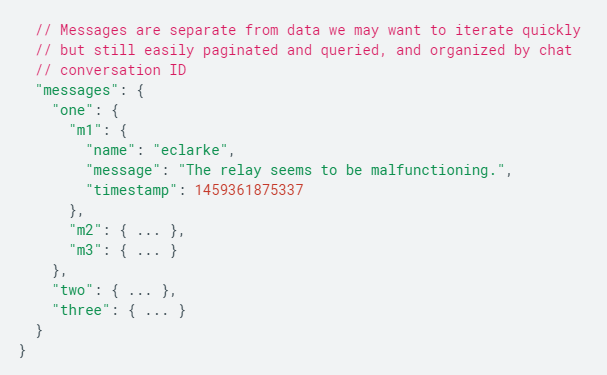 // Messages are separate from data we may want to iterate quickly
// but still easily paginated and queried, and organized by chat
// conversation ID
"messages": {
"one": {
"m1": {
"name": "eclarke",
"message": "The relay seems to be malfunctioning.",
"timestamp": 1459361875337
},
"m2": { ... },
"m3": { ... }
},
"two": { ... },
"three": { ... }
}
}